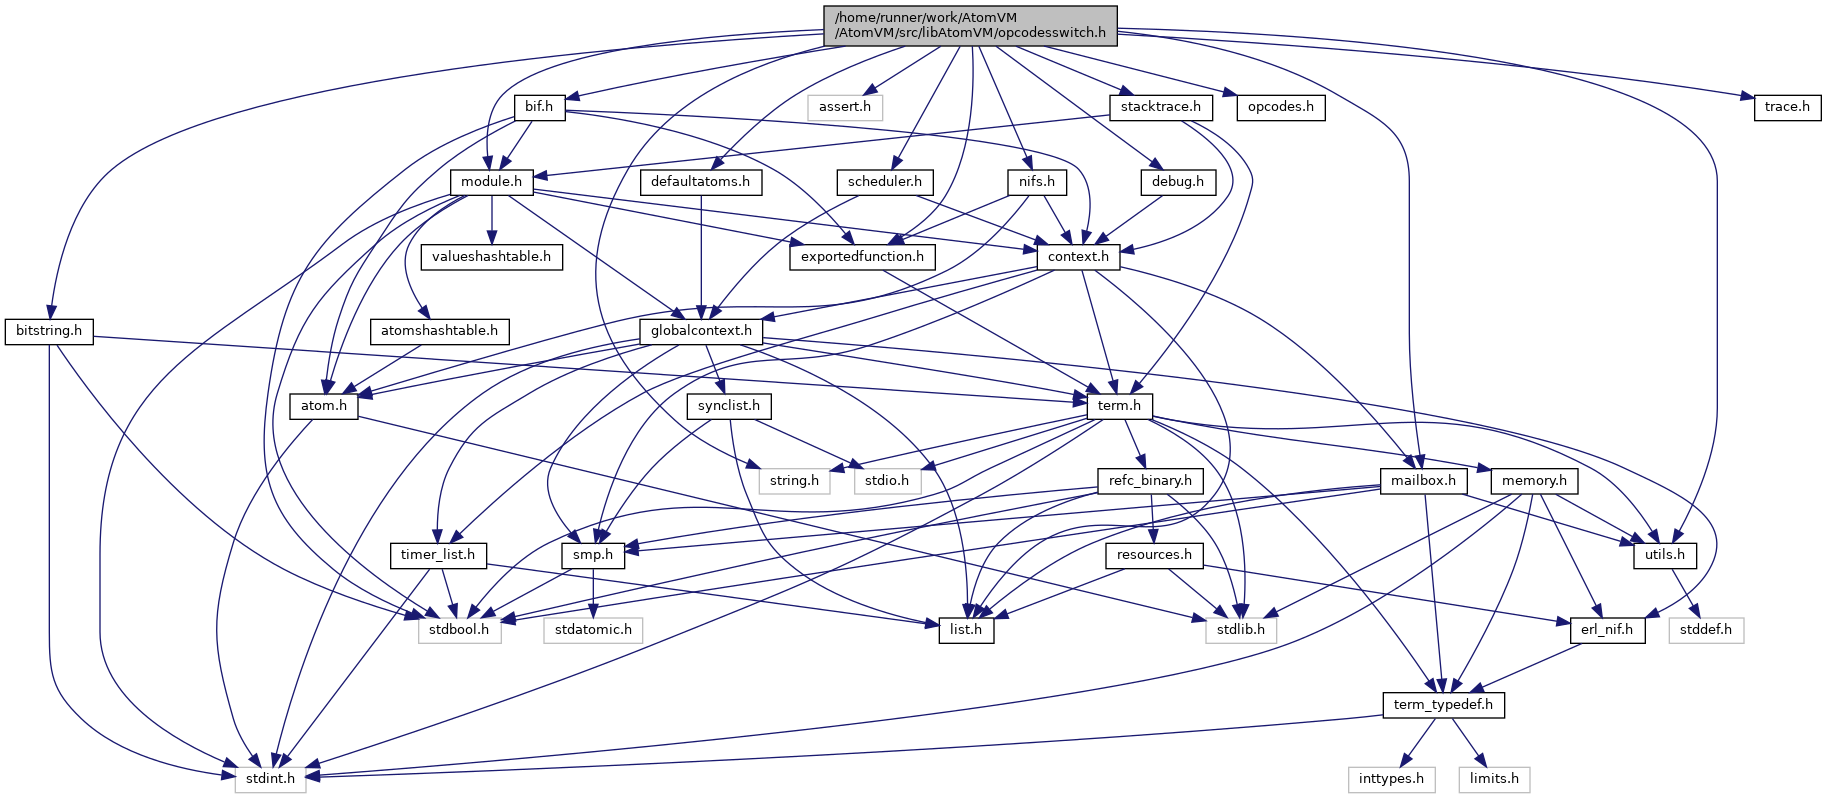 /home/runner/work/AtomVM
/AtomVM/src/libAtomVM/opcodesswitch.h
bif.h
assert.h
stacktrace.h
opcodes.h
trace.h
module.h
defaultatoms.h
scheduler.h
nifs.h
debug.h
valueshashtable.h
exportedfunction.h
context.h
bitstring.h
atomshashtable.h
globalcontext.h
atom.h
synclist.h
term.h
string.h
stdio.h
refc_binary.h
mailbox.h
memory.h
timer_list.h
smp.h
resources.h
utils.h
stdbool.h
stdatomic.h
list.h
stdlib.h
erl_nif.h
stddef.h
term_typedef.h
stdint.h
inttypes.h
limits.h